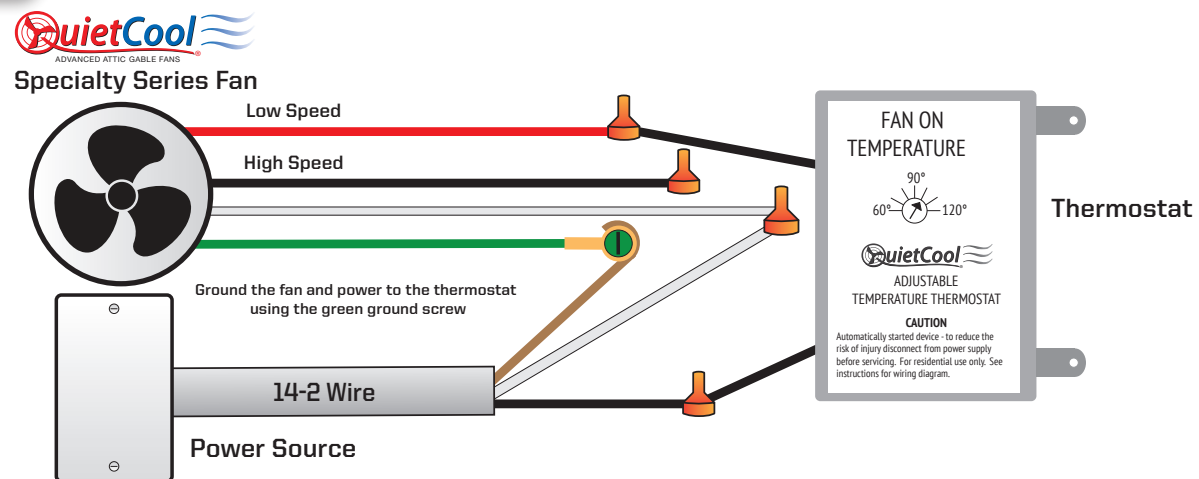 QuietCool®
ADVANCED ATTIC GABLE FANS
Specialty Series Fan
Low Speed
High Speed
Ground the fan and power to the thermostat
using the green ground screw
14-2 Wire
Power Source
FAN ON
TEMPERATURE
90°
60°
120°
QuietCool
ADJUSTABLE
TEMPERATURE THERMOSTAT
CAUTION
Automatically started device - to reduce the
risk of injury disconnect from power supply
before servicing. For residential use only. See
instructions for wiring diagram.
Thermostat